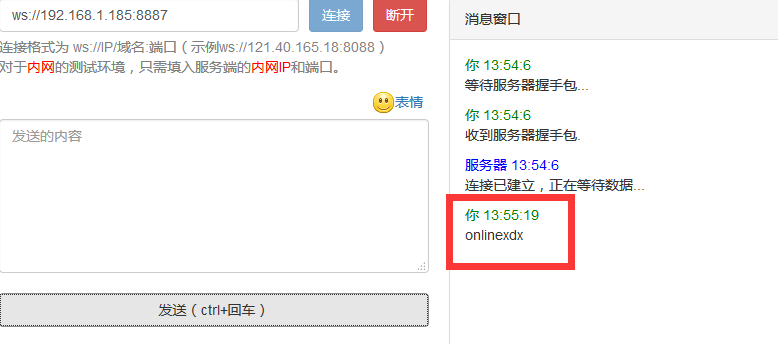 ws://192.168.1.185:8887
连接
断开
连接格式为 ws://IP/域名:端口（示例ws://121.40.165.18:8088）
对于内网的测试环境，只需填入服务端的内网IP和端口。
表情
发送的内容
发送（ctrl+回车）
消息窗口
你 13:54:6
等待服务器握手包...
你 13:54:6
收到服务器握手包.
服务器 13:54:6
连接已建立，正在等待数据...
你 13:55:19
onlinexdx